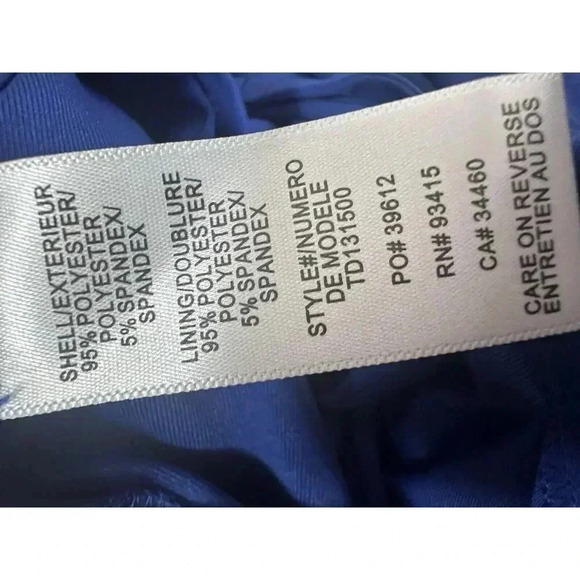 SHELL/EXTERIEUR
95% POLYESTER/
POLYESTER
5% SPANDEX/
SPANDEX
LINING/DOUBLURE
95% POLYESTER/
POLYESTER
5% SPANDEX/
SPANDEX
STYLE#/NUMERO
DE MODELE
TD131500
PO# 39612
RN# 93415
CA# 34460
CARE ON REVERSE
ENTRETIEN AU DOS